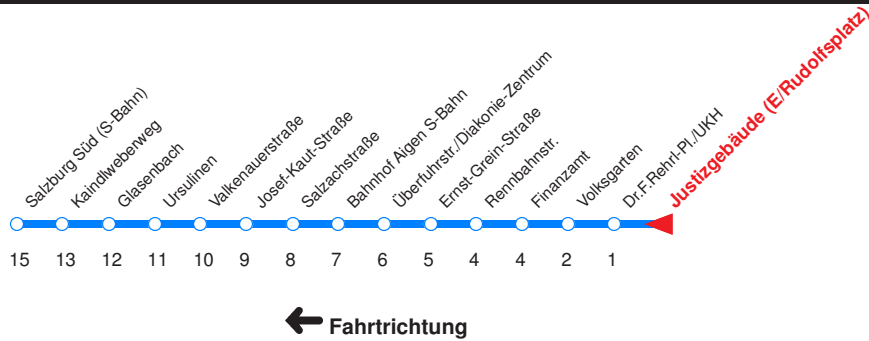 Salzburg Süd (S-Bahn)
Kaindlweberweg
Glasenbach
Ursulinen
Valkenauerstraße
Josef-Kaut-Straße
Salzachstraße
Bahnhof Aigen S-Bahn
Überfuhrstr./Diakonie-Zentrum
Ernst-Grein-Straße
Rennbahnstr.
Finanzamt
Volksgarten
Dr.F.Rehrl-Pl./UKH
Justizgebäude (E/Rudolfsplatz)
15 13 12 11 10 9 8 7 6 5 4 4 2 1
Fahrtrichtung